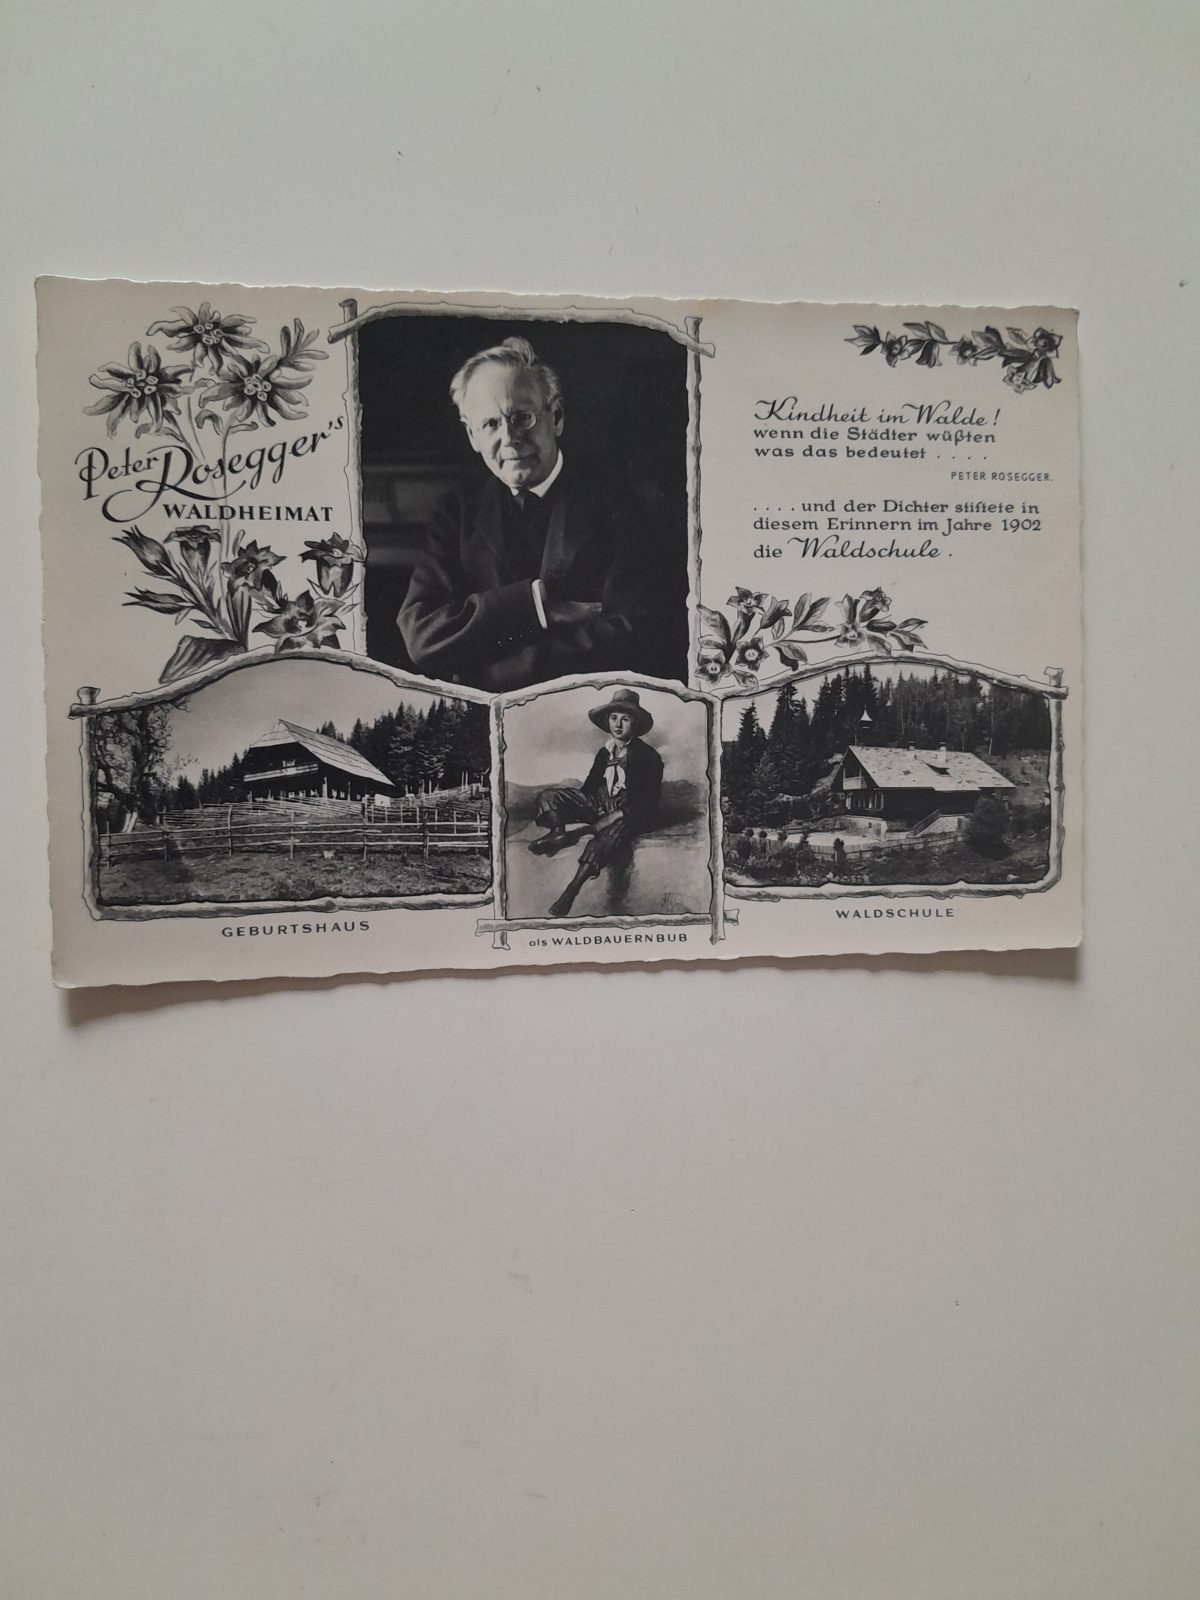 Peter Rosegger's
WALDHEIMAT
Kindheit im Walde!
wenn die Städter wüßten
was das bedeutet . . . .
PETER ROSEGGER.
. . . . und der Dichter stiftete in
diesem Erinnern im Jahre 1902
die Waldschule .
GEBURTSHAUS
als WALDBAUERNBUB
WALDSCHULE